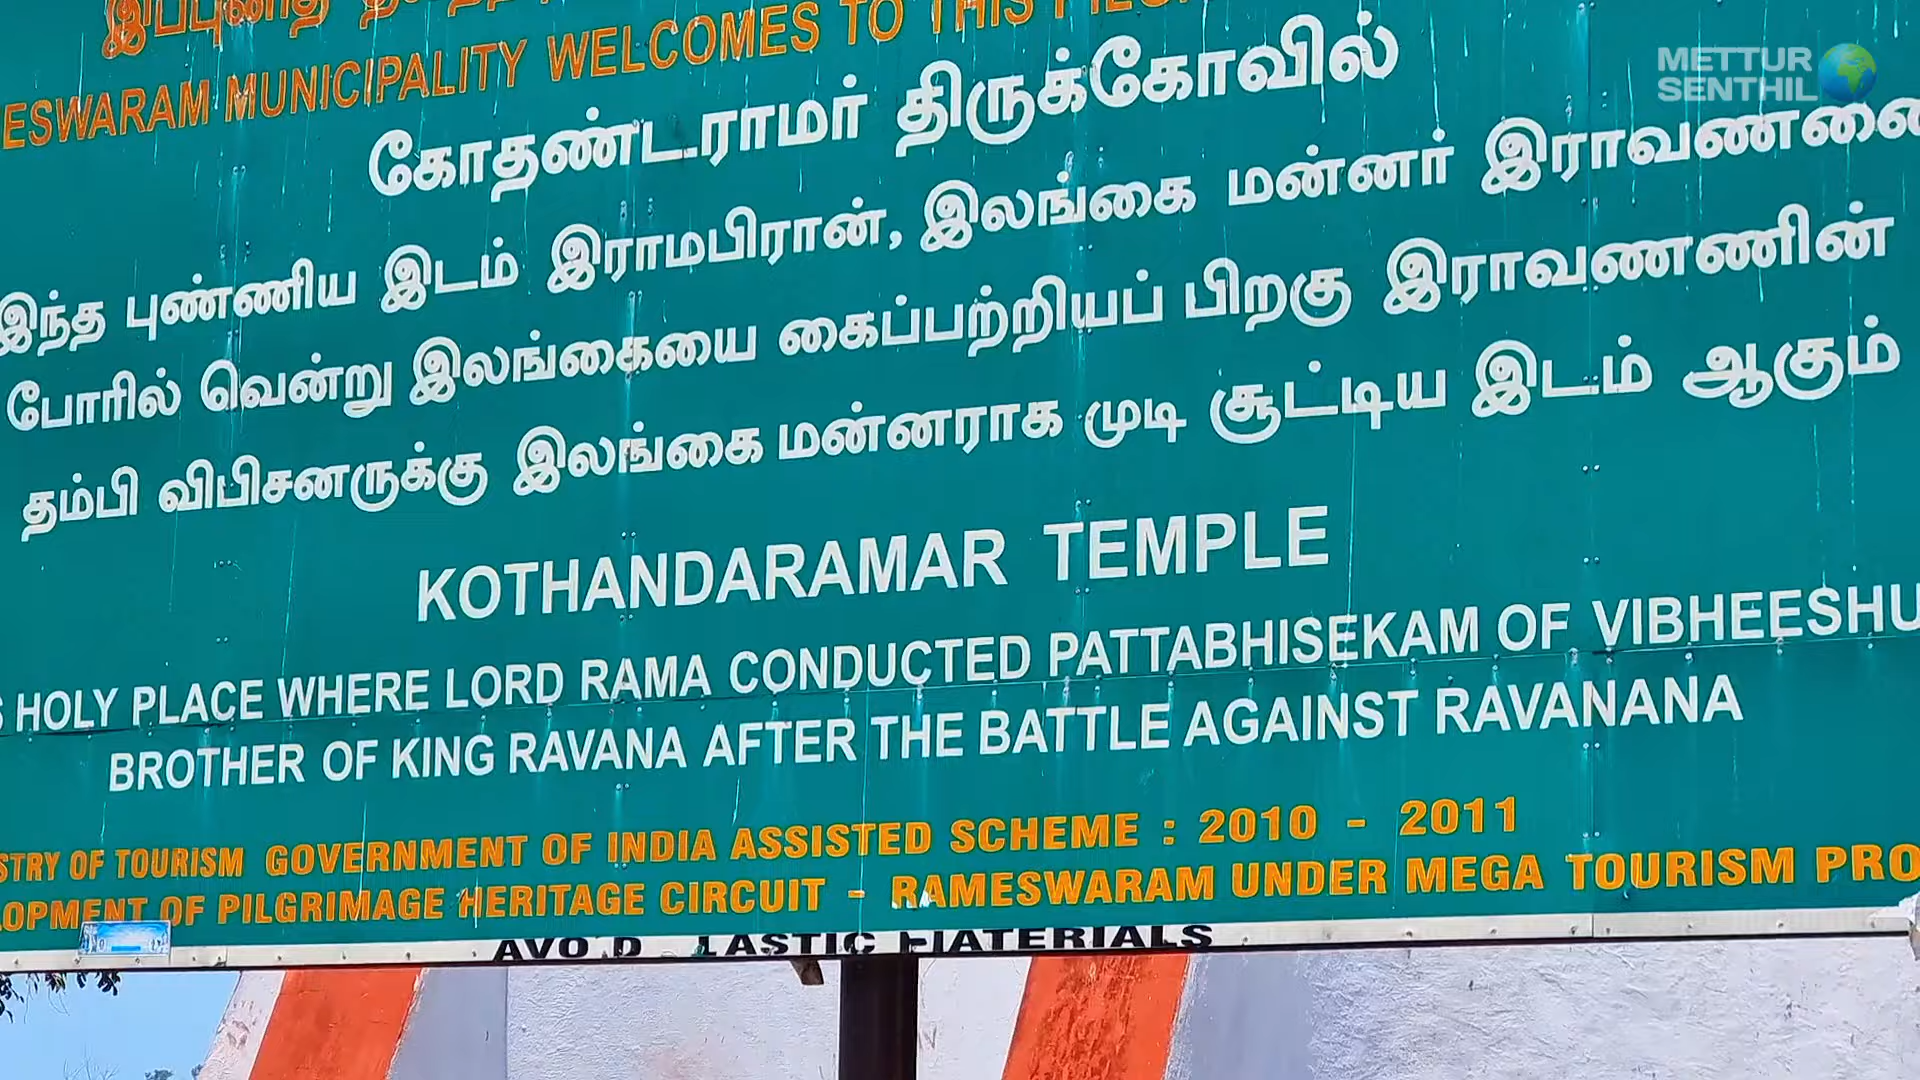 ESWARAM MUNICIPALITY WELCOMES TO THIS
கோதண்டராமர் திருக்கோவில்
இந்த புண்ணிய இடம் இராமபிரான், இலங்கை மன்னர் இராவணனை
போரில் வென்று இலங்கையை கைப்பற்றியப் பிறகு இராவணணின்
தம்பி விபிசனருக்கு இலங்கை மன்னராக முடி சூட்டிய இடம் ஆகும்
KOTHANDARAMAR TEMPLE
S HOLY PLACE WHERE LORD RAMA CONDUCTED PATTABHISEKAM OF VIBHEESHU
BROTHER OF KING RAVANA AFTER THE BATTLE AGAINST RAVANANA
STRY OF TOURISM GOVERNMENT OF INDIA ASSISTED SCHEME : 2010 - 2011
LOPMENT OF PILGRIMAGE HERITAGE CIRCUIT - RAMESWARAM UNDER MEGA TOURISM PRO
AVO D LASTIC MATERIALS
METTUR
SENTHIL